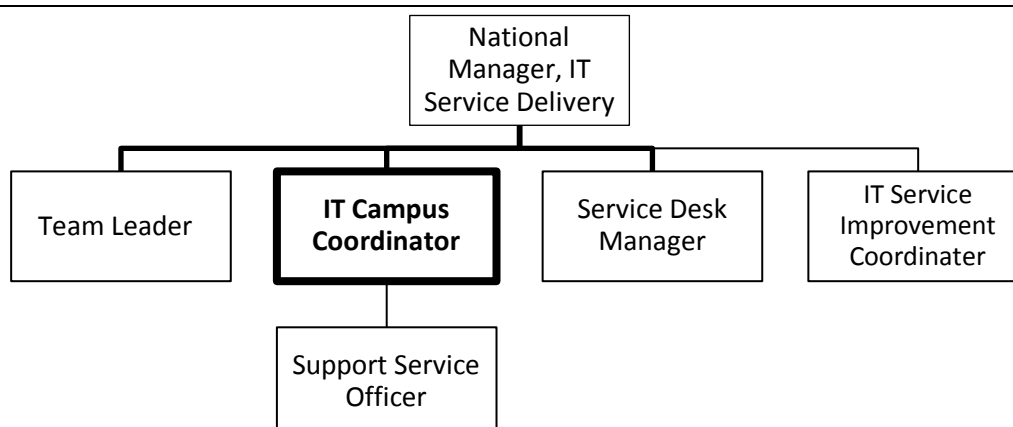 National
Manager, IT
Service Delivery
Team Leader
IT Campus
Coordinator
Service Desk
Manager
IT Service
Improvement
Coordinater
Support Service
Officer